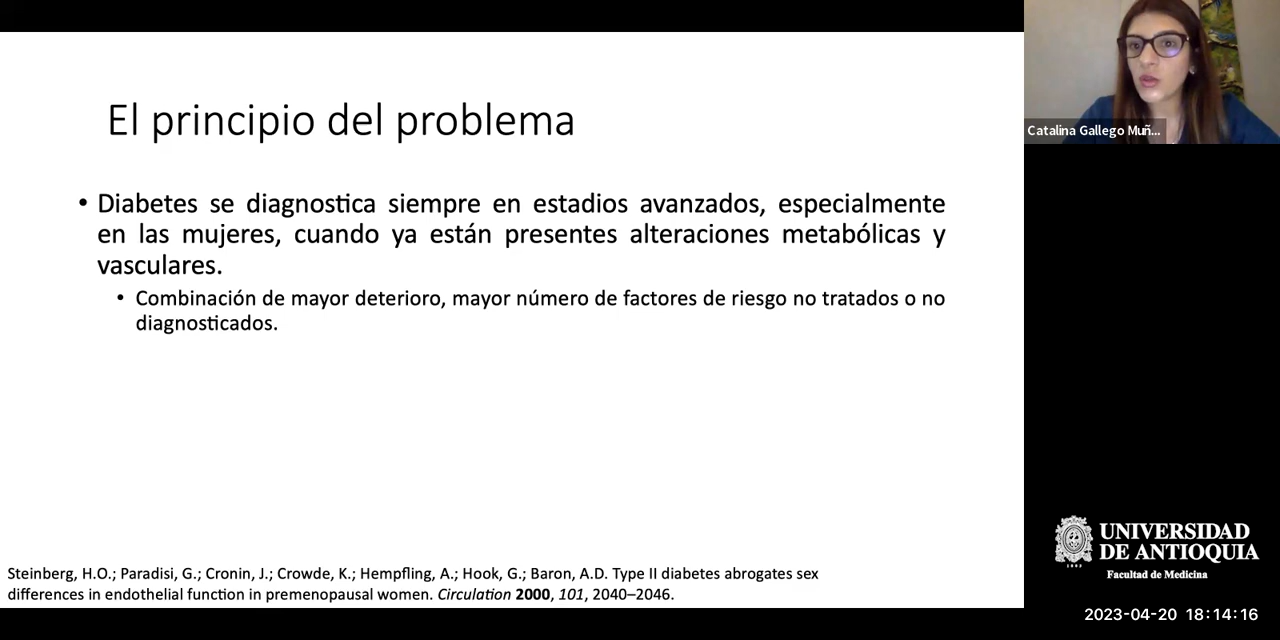 El principio del problema
• Diabetes se diagnostica siempre en estadios avanzados, especialmente
en las mujeres, cuando ya están presentes alteraciones metabólicas y
vasculares.
• Combinación de mayor deterioro, mayor número de factores de riesgo no tratados o no
diagnosticados.
Steinberg, H.O.; Paradisi, G.; Cronin, J.; Crowde, K.; Hempfling, A.; Hook, G.; Baron, A.D. Type II diabetes abrogates sex
differences in endothelial function in premenopausal women. Circulation 2000, 101, 2040–2046.
Catalina Gallego Muñ...
UNIVERSIDAD
DE ANTIOQUIA
1803
Facultad de Medicina
2023-04-20 18:14:16